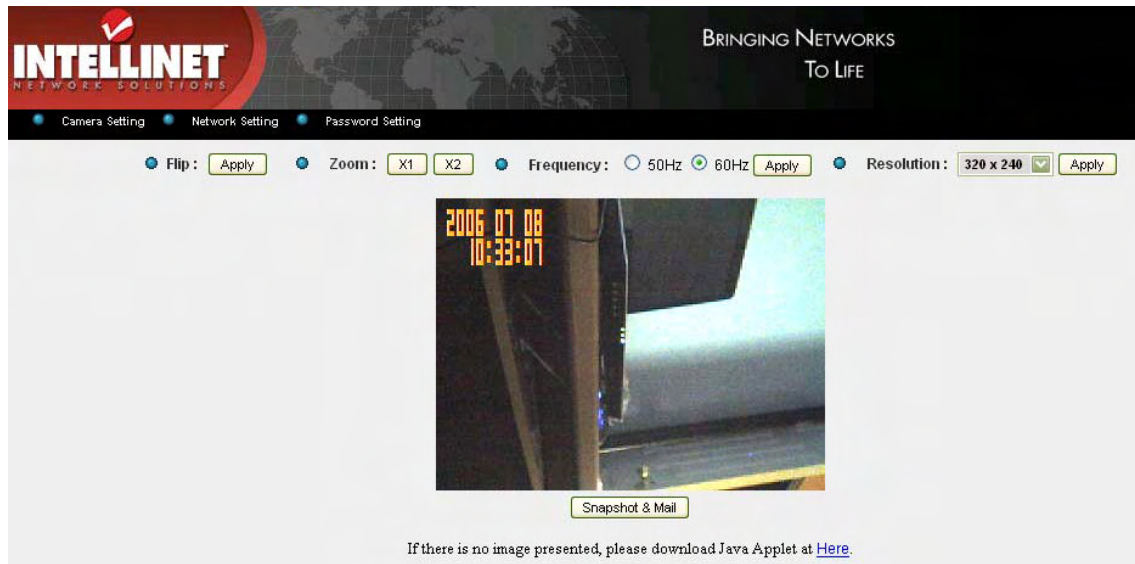 INTELLINET
NETWORK SOLUTIONS
BRINGING NETWORKS
TO LIFE
Camera Setting Network Setting Password Setting
Flip : Apply Zoom : X1 X2 Frequency : 50Hz 60Hz Apply Resolution : 320 x 240 Apply
2006 07 08
10:33:07
Snapshot & Mail
If there is no image presented, please download Java Applet at Here.